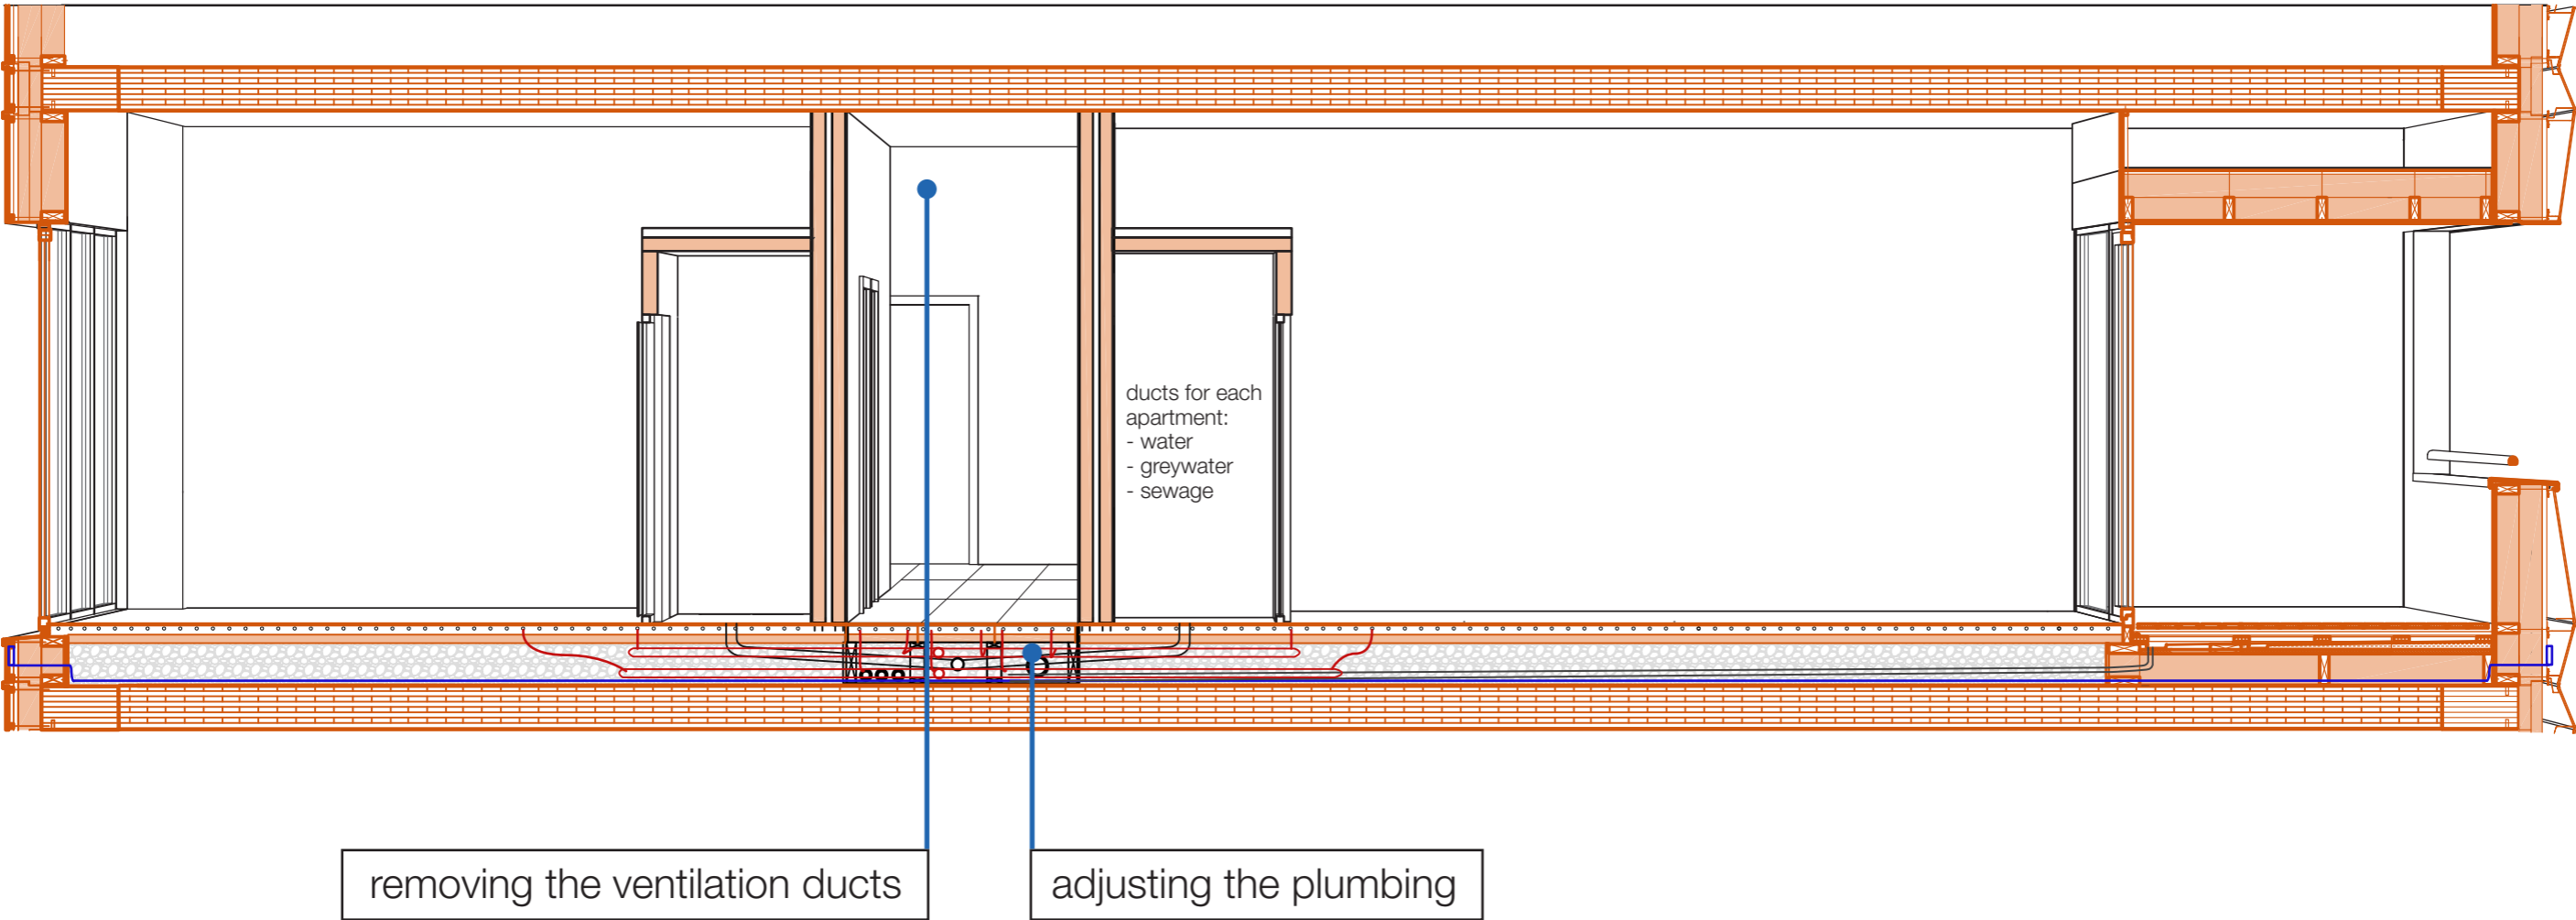 ducts for each
apartment:
- water
- greywater
- sewage
removing the ventilation ducts
adjusting the plumbing